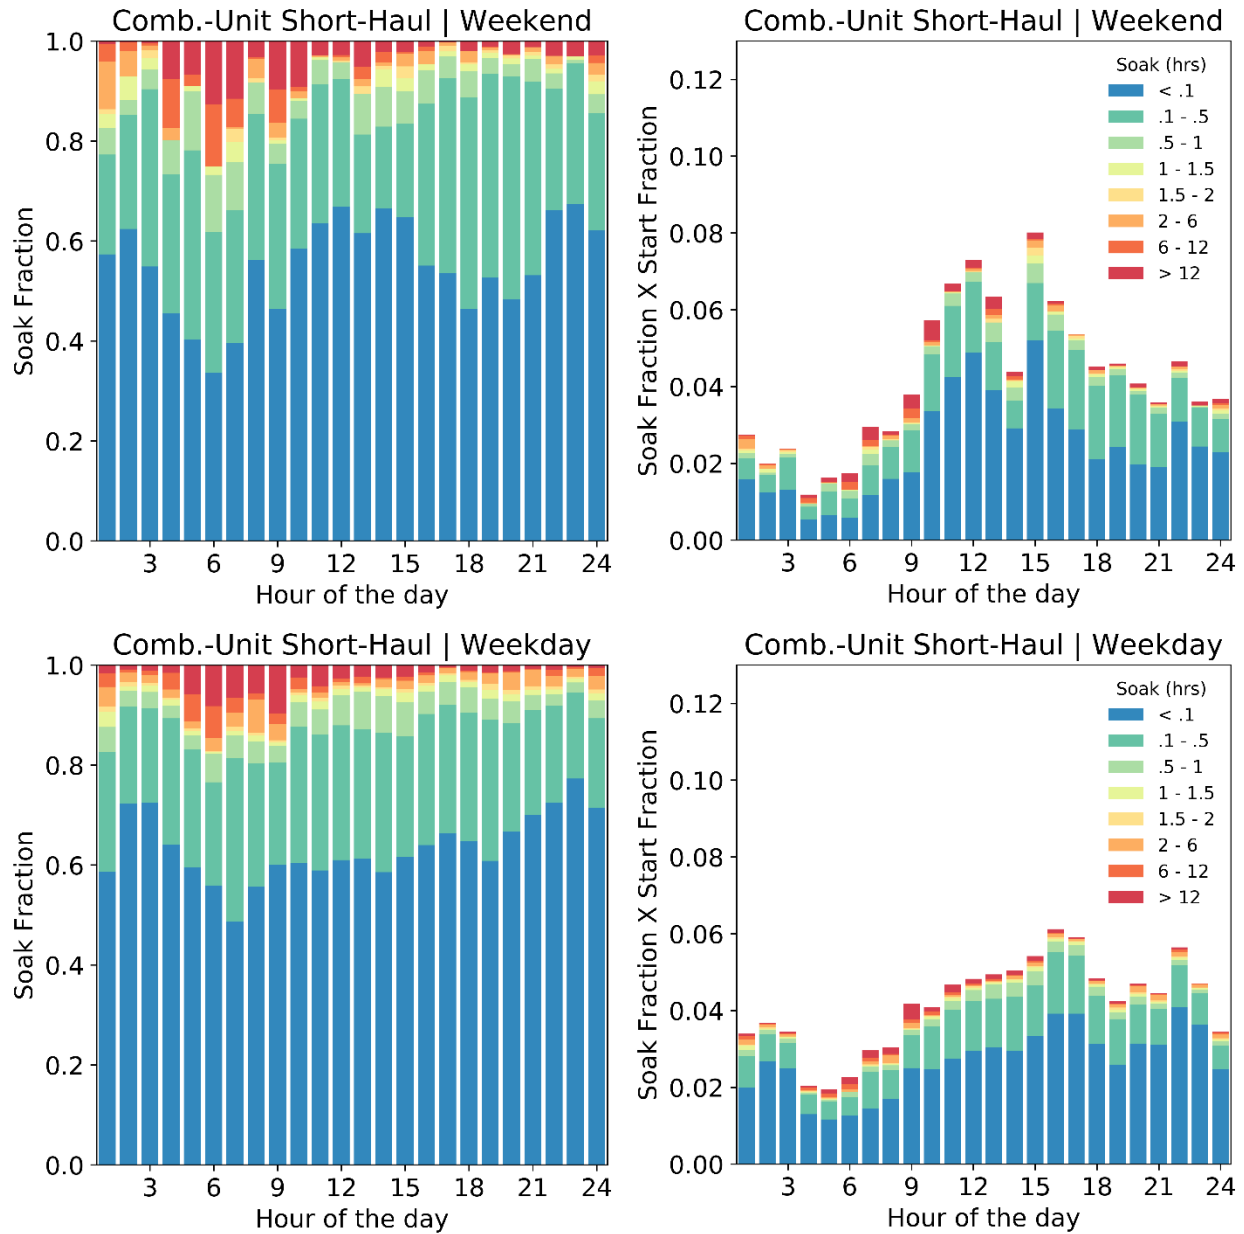 Comb.-Unit Short-Haul | Weekend
1.0
0.8
0.6
0.4
0.2
0.0
Soak Fraction
3 6 9 12 15 18 21 24
Hour of the day
Comb.-Unit Short-Haul | Weekend
0.12
0.10
0.08
0.06
0.04
0.02
0.00
Soak Fraction X Start Fraction
Soak (hrs)
< .1
.1 - .5
.5 - 1
1 - 1.5
1.5 - 2
2 - 6
6 - 12
> 12
3 6 9 12 15 18 21 24
Hour of the day
Comb.-Unit Short-Haul | Weekday
1.0
0.8
0.6
0.4
0.2
0.0
Soak Fraction
3 6 9 12 15 18 21 24
Hour of the day
Comb.-Unit Short-Haul | Weekday
0.12
0.10
0.08
0.06
0.04
0.02
0.00
Soak Fraction X Start Fraction
Soak (hrs)
< .1
.1 - .5
.5 - 1
1 - 1.5
1.5 - 2
2 - 6
6 - 12
> 12
3 6 9 12 15 18 21 24
Hour of the day